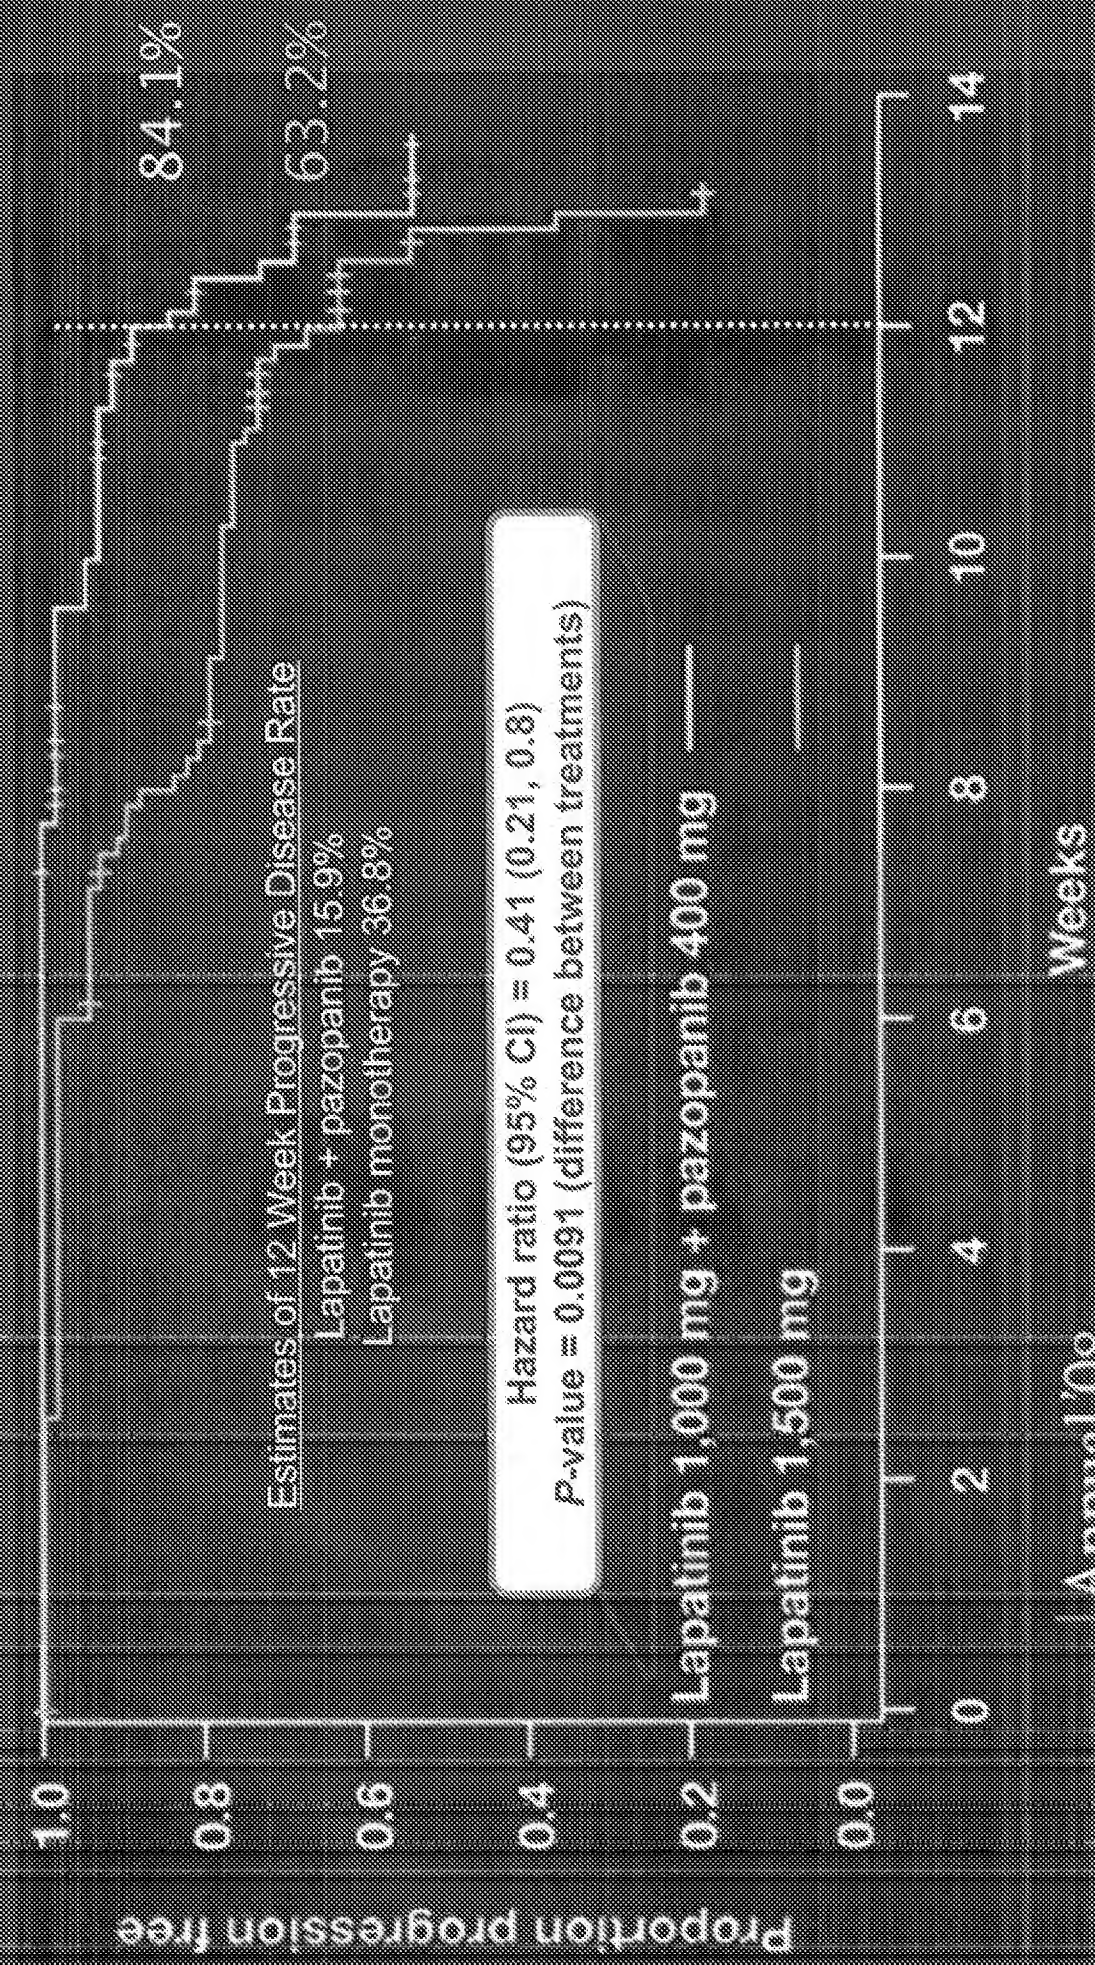 Proportion progression free
1.0
0.8
0.6
0.4
0.2
0.0
84.1%
63.2%
Estimates of 12 Week Progressive Disease Rate
Lapatinib + pazopanib 15.9%
Lapatinib monotherapy 36.8%
Hazard ratio (95% CI) = 0.41 (0.21, 0.8)
P-value = 0.0091 (difference between treatments)
Lapatinib 1,000 mg + pazopanib 400 mg
Lapatinib 1,500 mg
0 2 4 6 8 10 12 14
Weeks